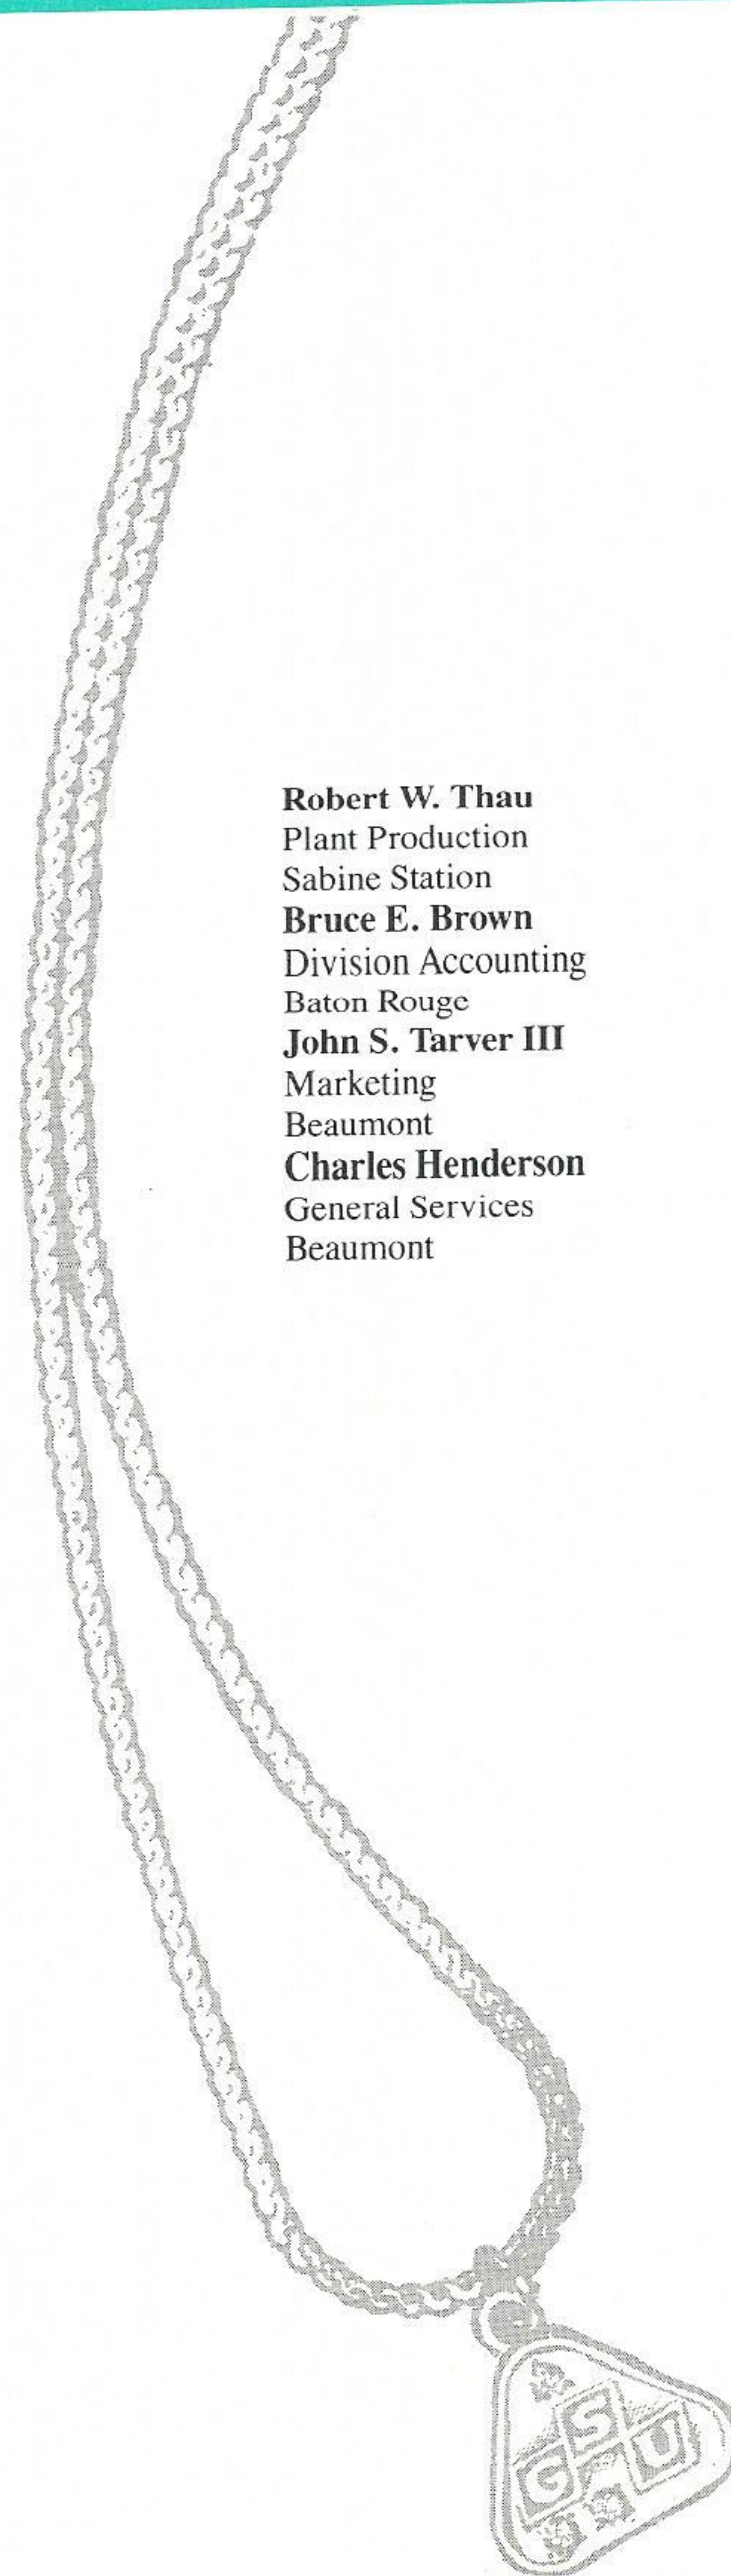 Robert W. Thau
Plant Production
Sabine Station
Bruce E. Brown
Division Accounting
Baton Rouge
John S. Tarver III
Marketing
Beaumont
Charles Henderson
General Services
Beaumont
GSU